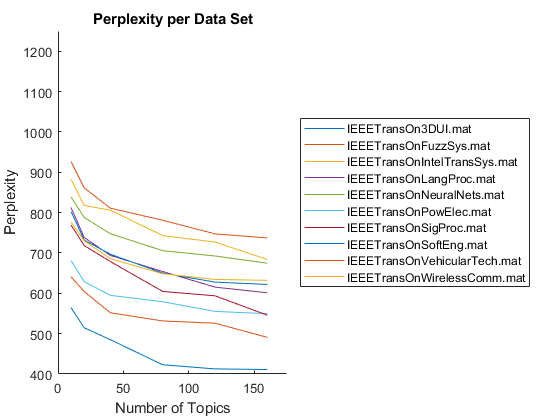 Perplexity per Data Set
1200
1100
1000
900
800
700
600
500
400
0
50
100
150
Perplexity
Number of Topics
IEEETransOn3DUI.mat
IEEETransOnFuzzSys.mat
IEEETransOnIntelTransSys.mat
IEEETransOnLangProc.mat
IEEETransOnNeuralNets.mat
IEEETransOnPowElec.mat
IEEETransOnSigProc.mat
IEEETransOnSoftEng.mat
IEEETransOnVehicularTech.mat
IEEETransOnWirelessComm.mat